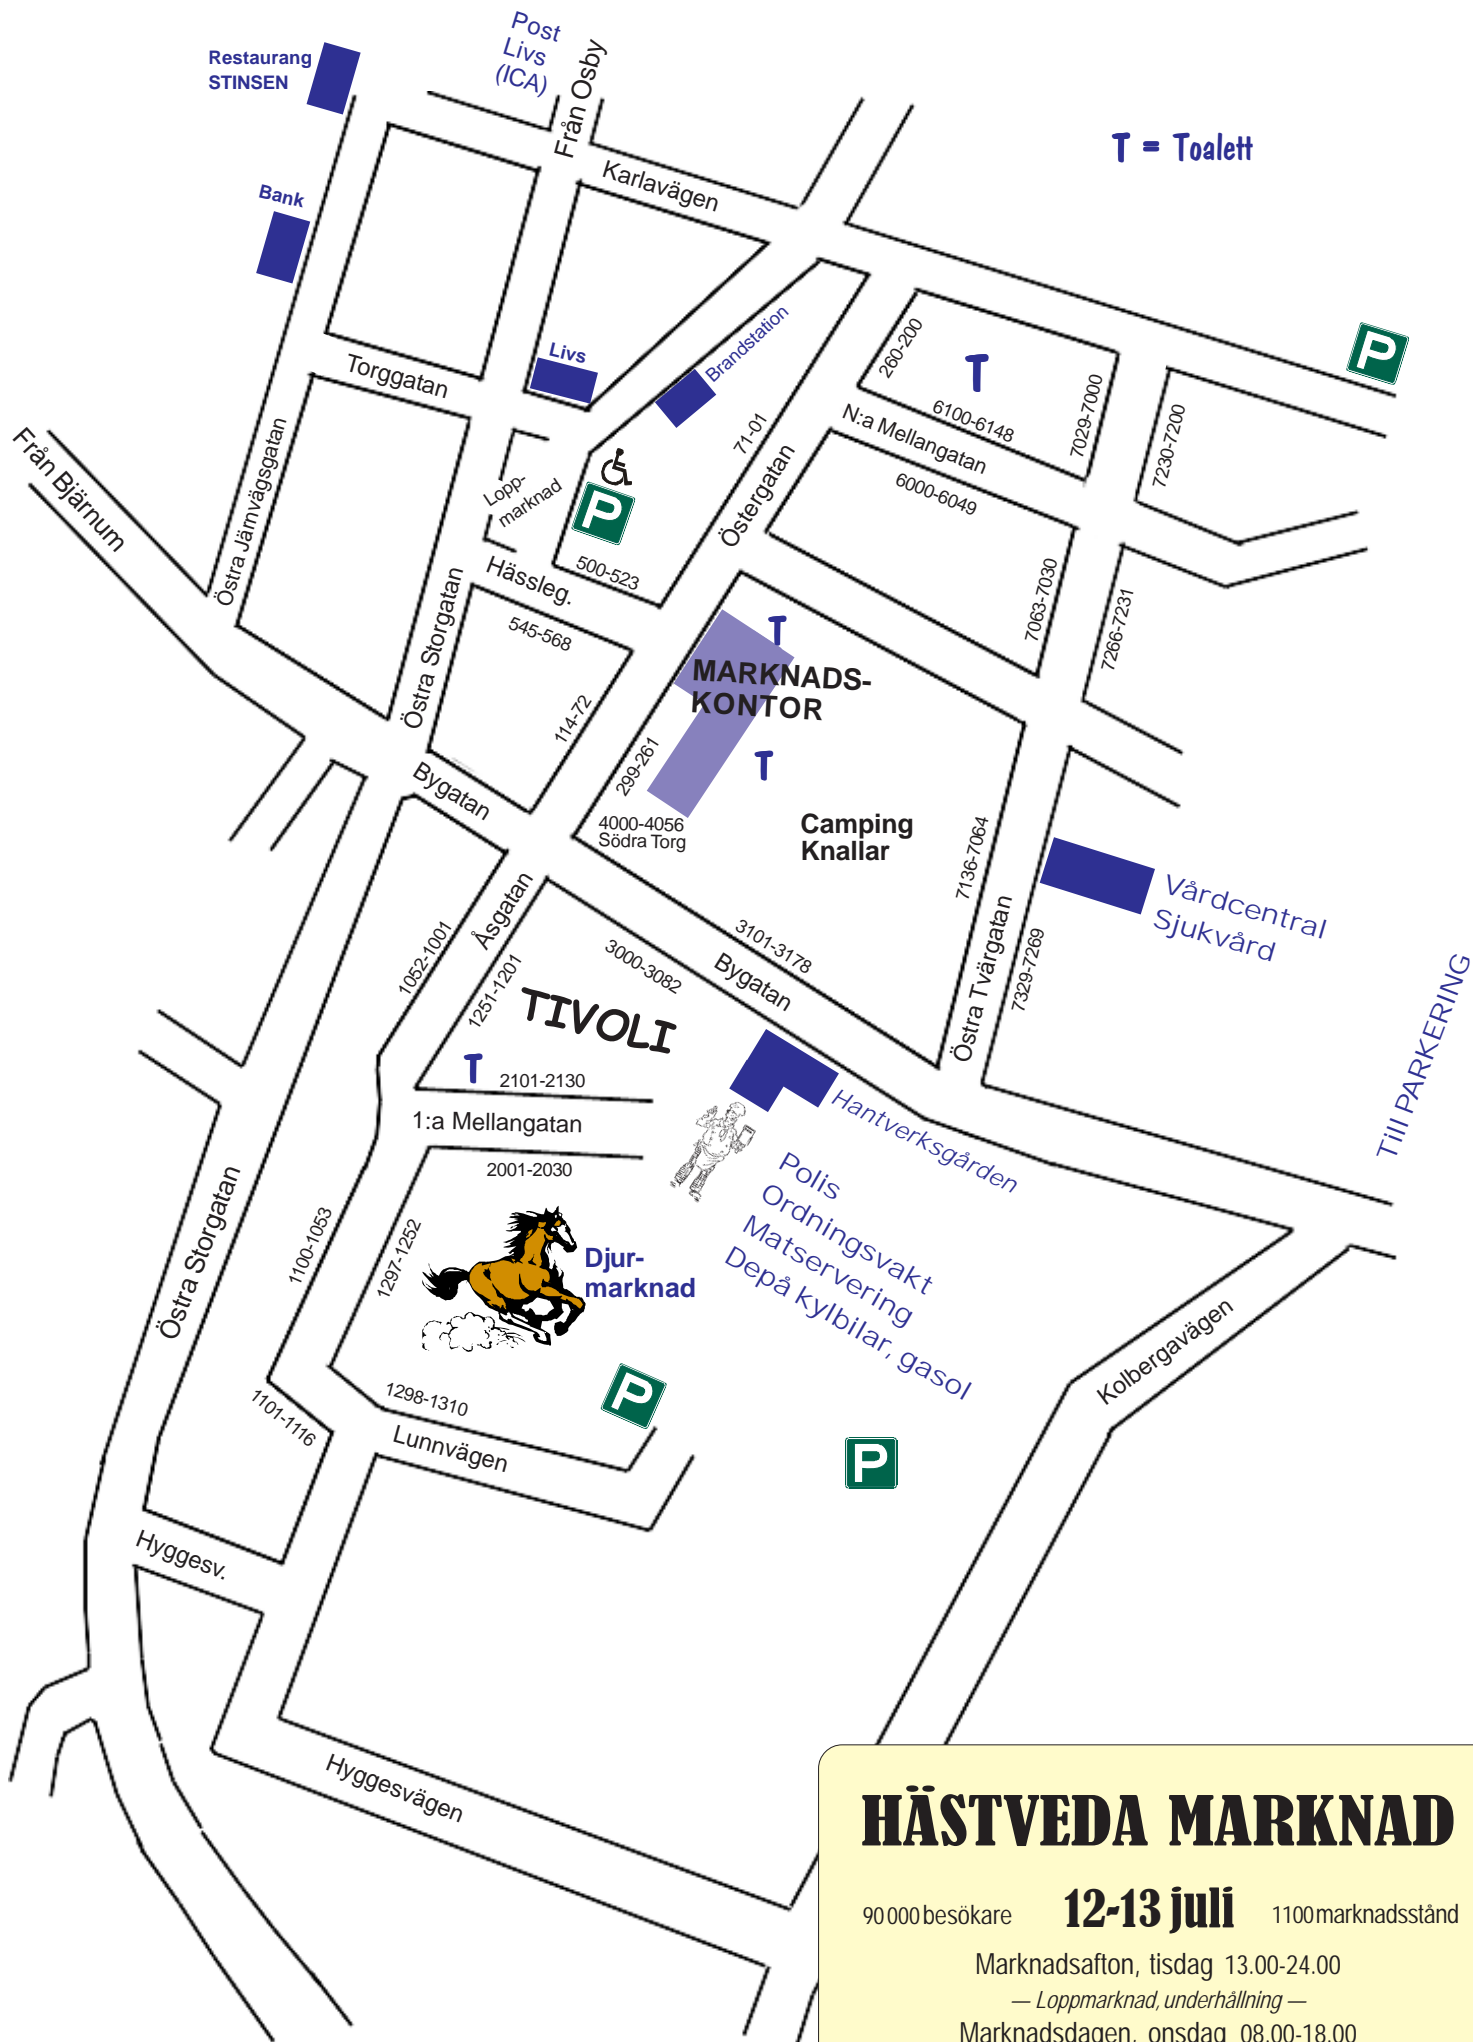 Post
Livs
(ICA)
Från Osby
Restaurang
STINSEN
T = Toalett
Karlavägen
Bank
P
Brandstation
260-200
T
Livs
Torggatan
6100-6148
7029-7000
N:a Mellangatan
7230-7200
71-01
Från Bjärnum
Östra Järnvägsgatan
Lopp-
marknad
P
Östergatan
6000-6049
Hässleg.
500-523
7063-7030
7266-7231
545-568
Östra Storgatan
T
MARKNADS-
KONTOR
114-72
299-261
T
Bygatan
4000-4056
Södra Torg
Camping
Knallar
7136-7064
Vårdcentral
Sjukvård
Åsgatan
1052-1001
3000-3082
3101-3178
Bygatan
7329-7269
Östra Tvärgatan
1251-1201
TIVOLI
Till PARKERING
T
2101-2130
1:a Mellangatan
Hantverksgården
2001-2030
Polis
Ordningsvakt
Matservering
Depå kylbilar, gasol
Östra Storgatan
1100-1053
1297-1252
Djur-
marknad
Kolbergavägen
P
1298-1310
1101-1116
Lunnvägen
P
Hyggesv.
Hyggesvägen
HÄSTVEDA MARKNAD
90 000 besökare 12-13 juli 1100 marknadsstånd
Marknadsafton, tisdag 13.00-24.00
— Loppmarknad, underhållning —
Marknadsdagen, onsdag 08.00-18.00